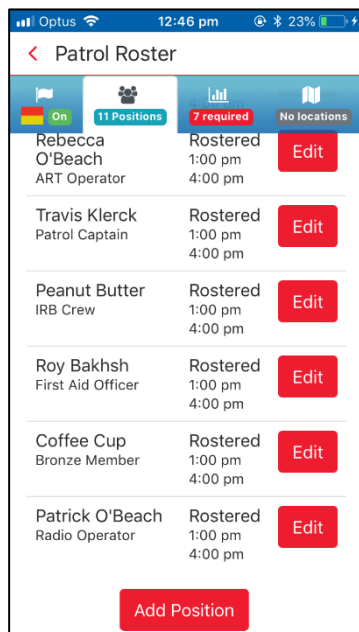 Optus 12:46 pm 23%
Patrol Roster
On 11 Positions 7 required No locations
Rebecca Rostered
O'Beach 1:00 pm Edit
ART Operator 4:00 pm
Travis Klerck Rostered
Patrol Captain 1:00 pm Edit
4:00 pm
Peanut Butter Rostered
IRB Crew 1:00 pm Edit
4:00 pm
Roy Bakhsh Rostered
First Aid Officer 1:00 pm Edit
4:00 pm
Coffee Cup Rostered
Bronze Member 1:00 pm Edit
4:00 pm
Patrick O'Beach Rostered
Radio Operator 1:00 pm Edit
4:00 pm
Add Position